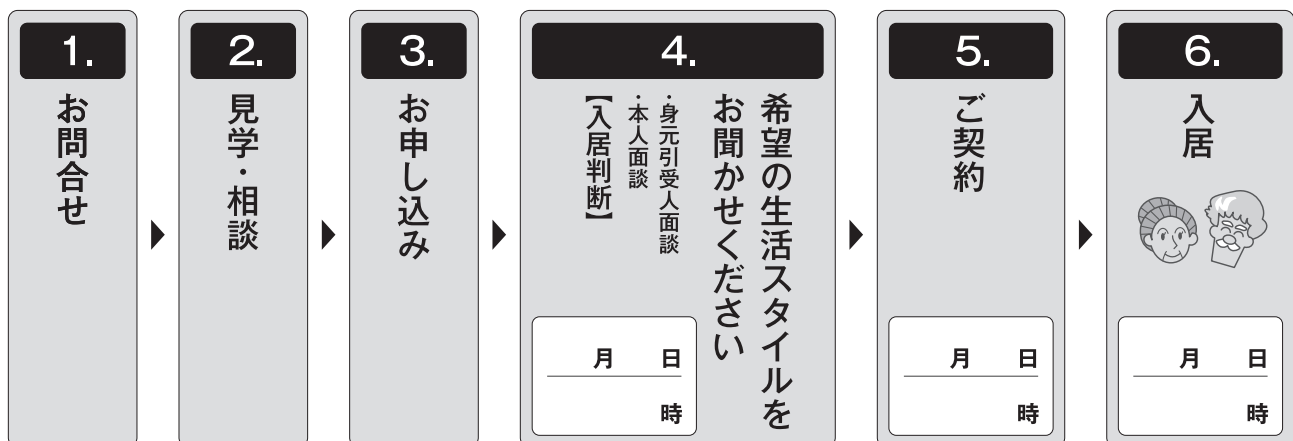 1.
お問合せ
2.
見学・相談
3.
お申し込み
4.
希望の生活スタイルを
お聞かせください
・身元引受人面談
・本人面談
【入居判断】
月 日
時
5.
ご契約
月 日
時
6.
入居
月 日
時